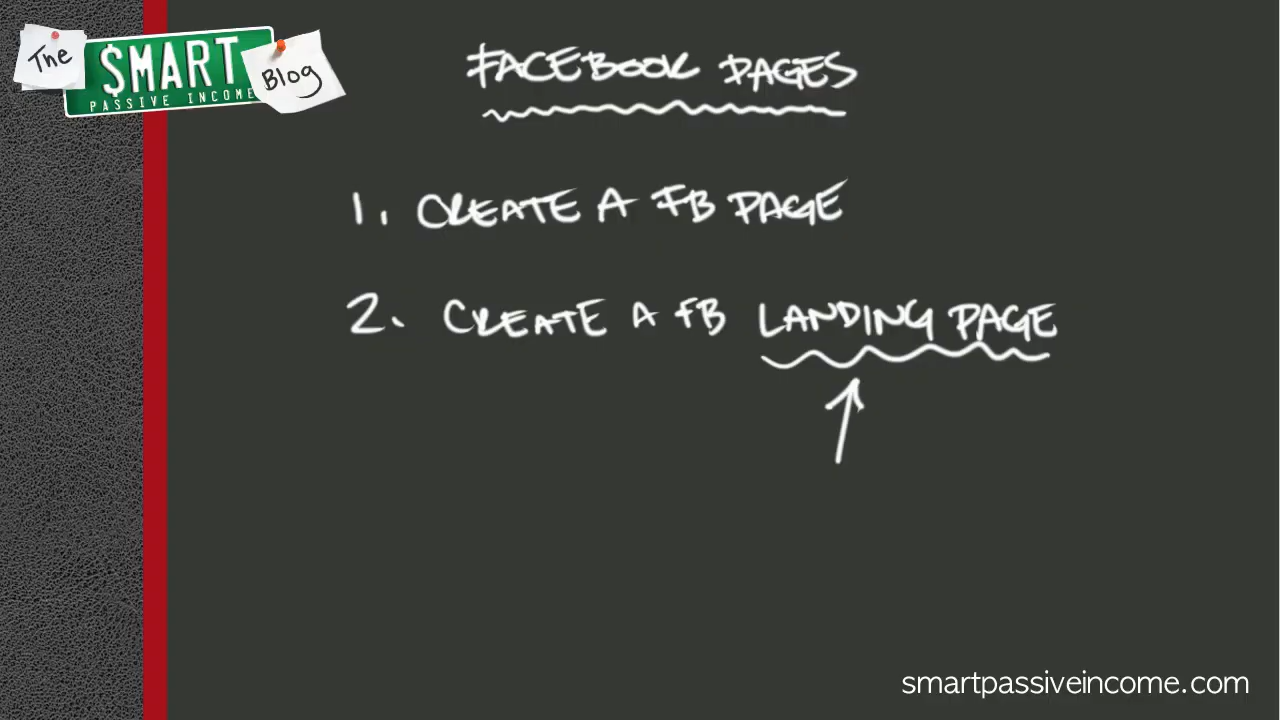 The
$MART
PASSIVE INCOME
Blog
FACEBOOK PAGES
1. CREATE A FB PAGE
2. CREATE A FB LANDING PAGE
smartpassiveincome.com